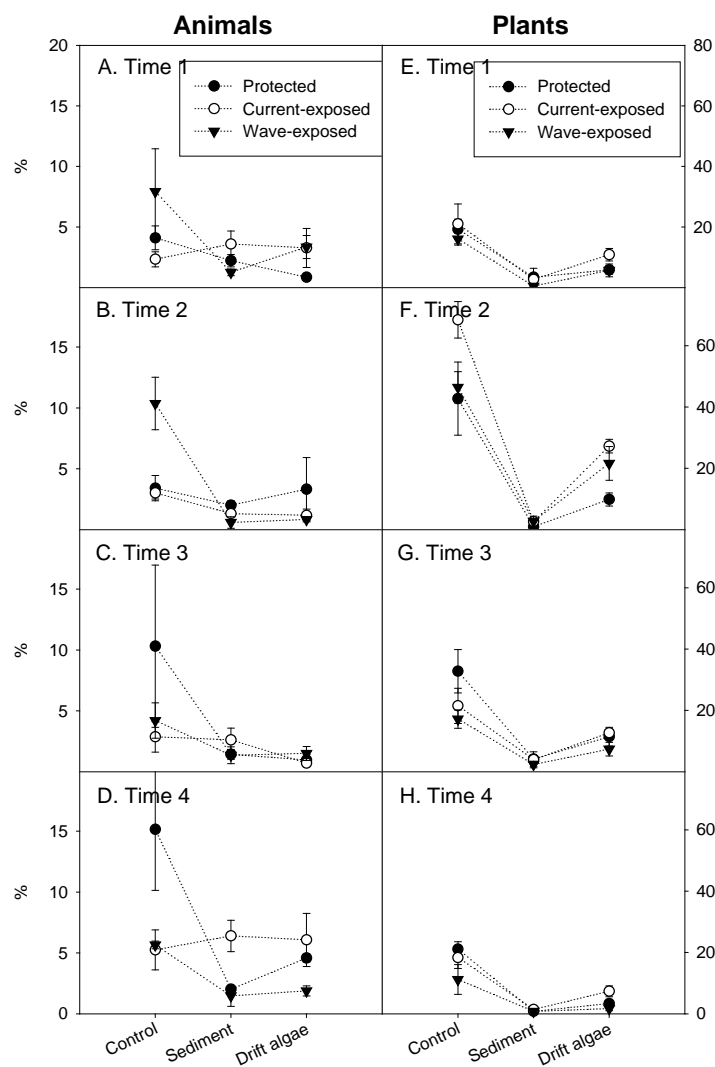 Animals Plants
20 A. Time 1 E. Time 1 80
Protected Protected
Current-exposed Current-exposed
Wave-exposed Wave-exposed
15 60
% 10 40
5 20
B. Time 2 F. Time 2
15 60
% 10 40
5 20
C. Time 3 G. Time 3
15 60
% 10 40
5 20
D. Time 4 H. Time 4
15 60
% 10 40
5 20
0 0
Control Sediment Drift algae Control Sediment Drift algae